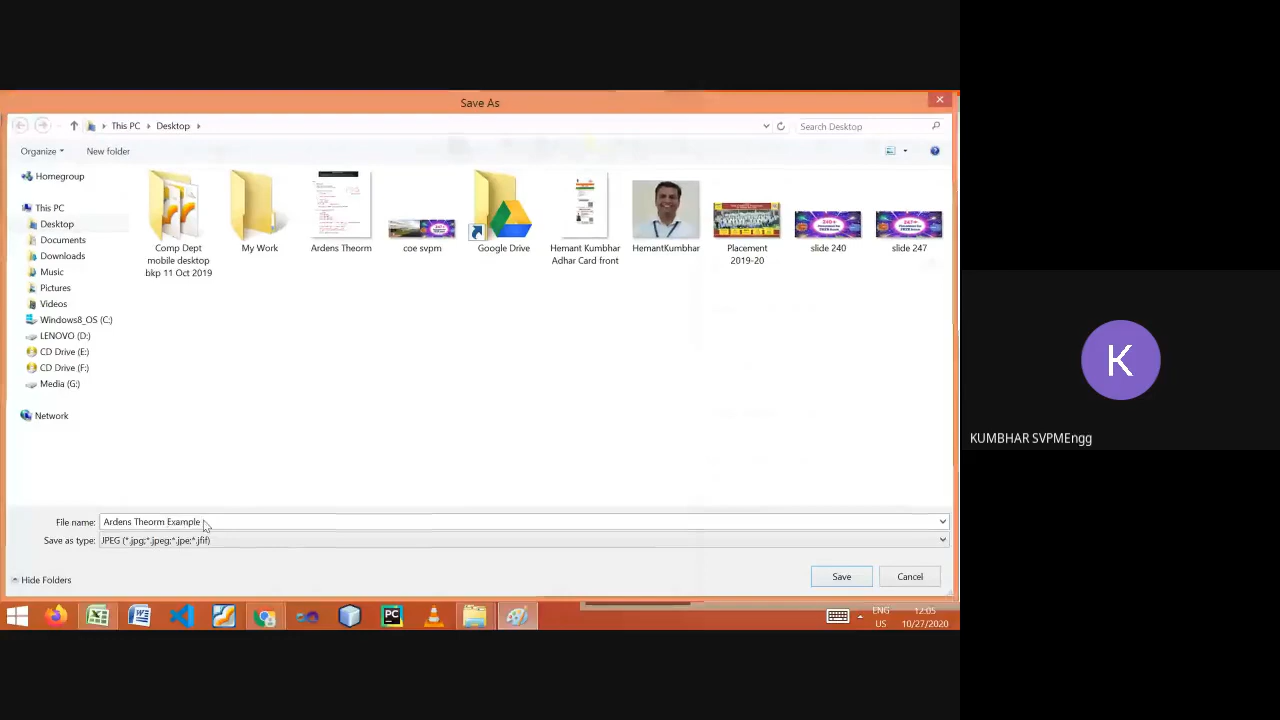 Save As
This PC
Desktop
Search Desktop
Organize
New folder
Homegroup
This PC
Desktop
Documents
Downloads
Music
Pictures
Videos
Windows8_OS (C:)
LENOVO (D:)
CD Drive (E:)
CD Drive (F:)
Media (G:)
Network
Comp Dept
mobile desktop
bkp 11 Oct 2019
My Work
Ardens Theorm
coe svpm
Google Drive
Hemant Kumbhar
Adhar Card front
HemantKumbhar
Placement
2019-20
slide 240
slide 247
240+
247+
File name:
Ardens Theorm Example
Save as type:
JPEG (*.jpg;*.jpeg;*.jpe;*.jfif)
Hide Folders
Save
Cancel
PC
ENG
US
12:05
10/27/2020
K
KUMBHAR SVPMEngg